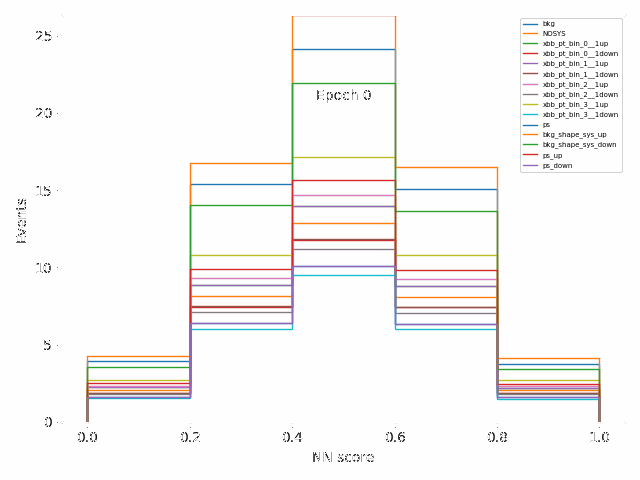 25
20
15
10
5
0
Events
0.0 0.2 0.4 0.6 0.8 1.0
NN score
Epoch 0
bkg
NOSYS
xbb_pt_bin_0__1up
xbb_pt_bin_0__1down
xbb_pt_bin_1__1up
xbb_pt_bin_1__1down
xbb_pt_bin_2__1up
xbb_pt_bin_2__1down
xbb_pt_bin_3__1up
xbb_pt_bin_3__1down
ps
bkg_shape_sys_up
bkg_shape_sys_down
ps_up
ps_down